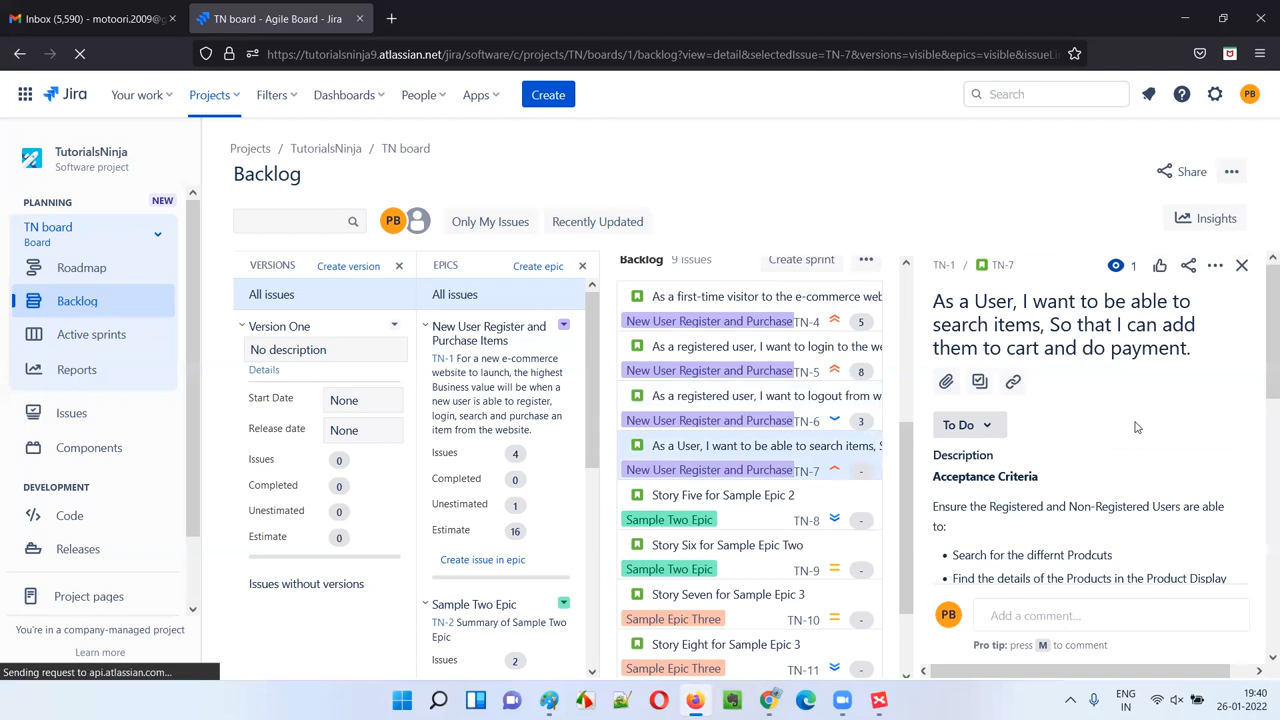 Inbox (5,590) - motoori.2009@g
TN board - Agile Board - Jira
https://tutorialsninja9.atlassian.net/jira/software/c/projects/TN/boards/1/backlog?view=detail&selectedIssue=TN-7&versions=visible&epics=visible&issueLin
Jira
Your work
Projects
Filters
Dashboards
People
Apps
Create
Search
PB
TutorialsNinja
Software project
PLANNING
NEW
TN board
Board
Roadmap
Backlog
Active sprints
Reports
Issues
Components
DEVELOPMENT
Code
Releases
Project pages
You're in a company-managed project
Learn more
Sending request to api.atlassian.com...
Projects / TutorialsNinja / TN board
Backlog
Share
PB
Only My Issues
Recently Updated
Insights
VERSIONS
Create version
All issues
Version One
No description
Details
Start Date
None
Release date
None
Issues 0
Completed 0
Unestimated 0
Estimate 0
Issues without versions
EPICS
Create epic
All issues
New User Register and
Purchase Items
TN-1 For a new e-commerce
website to launch, the highest
Business value will be when a
new user is able to register,
login, search and purchase an
item from the website.
Issues 4
Completed 0
Unestimated 1
Estimate 16
Create issue in epic
Sample Two Epic
TN-2 Summary of Sample Two
Epic
Issues 2
Backlog 9 issues
Create sprint
As a first-time visitor to the e-commerce web
New User Register and Purchase TN-4 5
As a registered user, I want to login to the we
New User Register and Purchase TN-5 8
As a registered user, I want to logout from w
New User Register and Purchase TN-6 3
As a User, I want to be able to search items, S
New User Register and Purchase TN-7 -
Story Five for Sample Epic 2
Sample Two Epic TN-8 -
Story Six for Sample Epic Two
Sample Two Epic TN-9 -
Story Seven for Sample Epic 3
Sample Epic Three TN-10 -
Story Eight for Sample Epic 3
Sample Epic Three TN-11 -
TN-1 / TN-7
1
As a User, I want to be able to
search items, So that I can add
them to cart and do payment.
To Do
Description
Acceptance Criteria
Ensure the Registered and Non-Registered Users are able
to:
• Search for the differnt Prodcuts
• Find the details of the Products in the Product Display
PB
Add a comment...
Pro tip: press M to comment
ENG
IN
19:40
26-01-2022